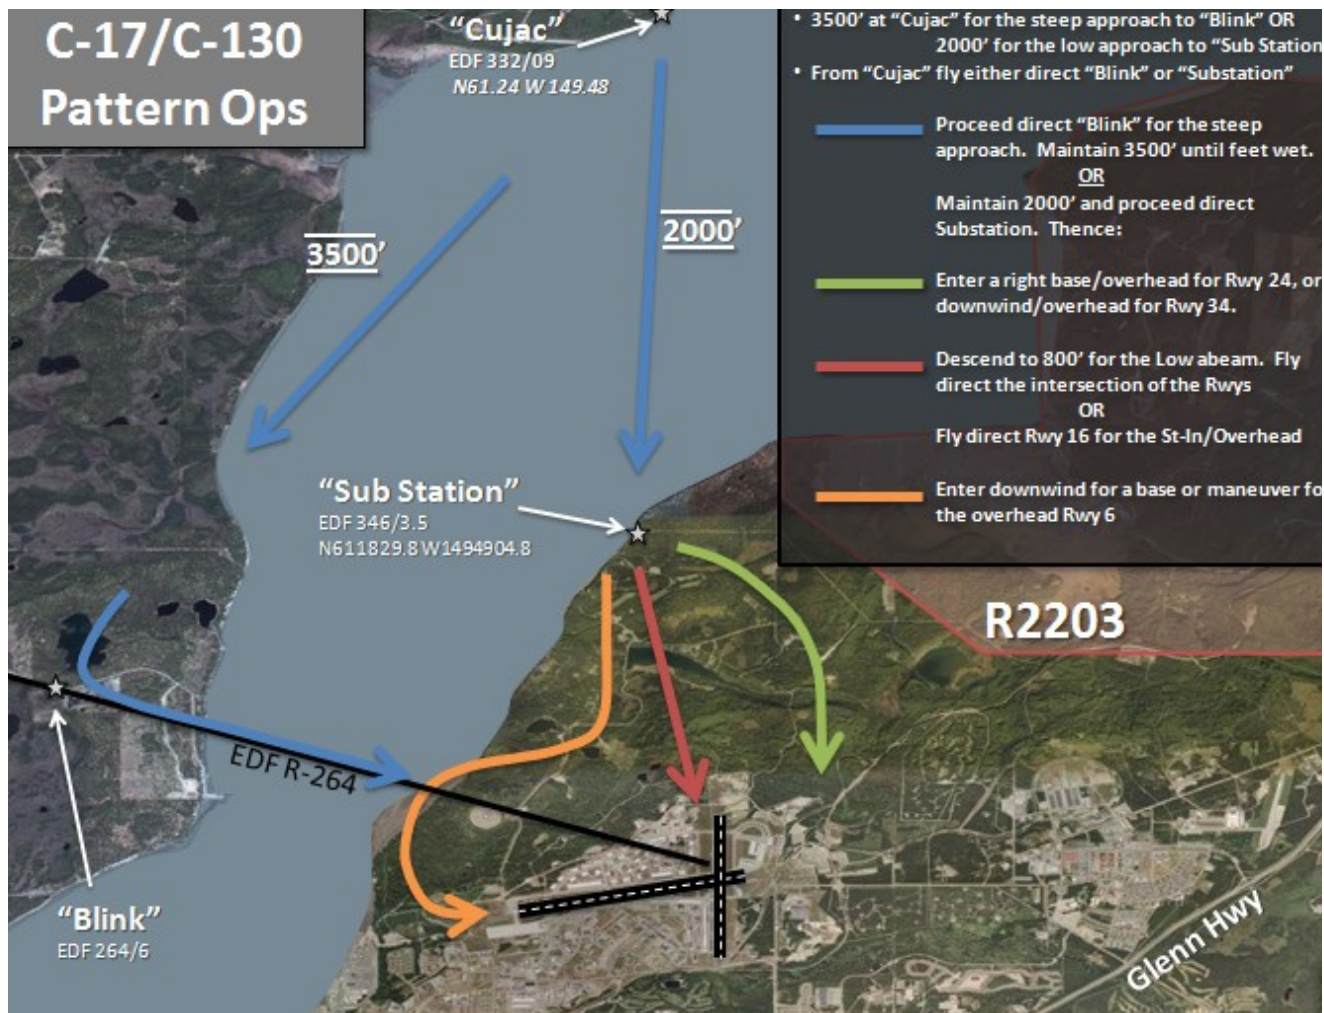 C-17/C-130
Pattern Ops
“Cujac”
EDF 332/09
N61.24 W 149.48
• 3500’ at “Cujac” for the steep approach to “Blink” OR
2000’ for the low approach to “Sub Station
• From “Cujac” fly either direct “Blink” or “Substation”
Proceed direct “Blink” for the steep
approach. Maintain 3500’ until feet wet.
OR
Maintain 2000’ and proceed direct
Substation. Thence:
Enter a right base/overhead for Rwy 24, or
downwind/overhead for Rwy 34.
Descend to 800’ for the Low abeam. Fly
direct the intersection of the Rwys
OR
Fly direct Rwy 16 for the St-In/Overhead
Enter downwind for a base or maneuver fo
the overhead Rwy 6
3500’
2000’
“Sub Station”
EDF 346/3.5
N611829.8 W1494904.8
R2203
EDF R-264
“Blink”
EDF 264/6
Glenn Hwy